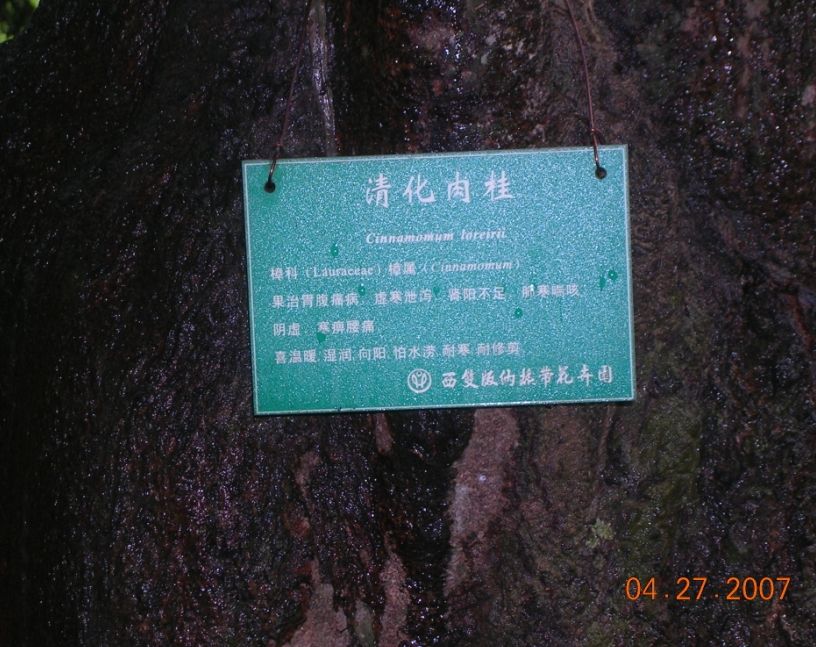 清化肉桂
Cinnamomum loreirii
樟科（Lauraceae）樟属（Cinnamomum）
果治胃腹痛病 虚寒泄泻 肾阳不足 肺寒喘咳
阴虚 寒痹腰痛
喜温暖,湿润,向阳,怕水涝,耐寒,耐修剪
西雙版纳热带花卉園
04.27.2007